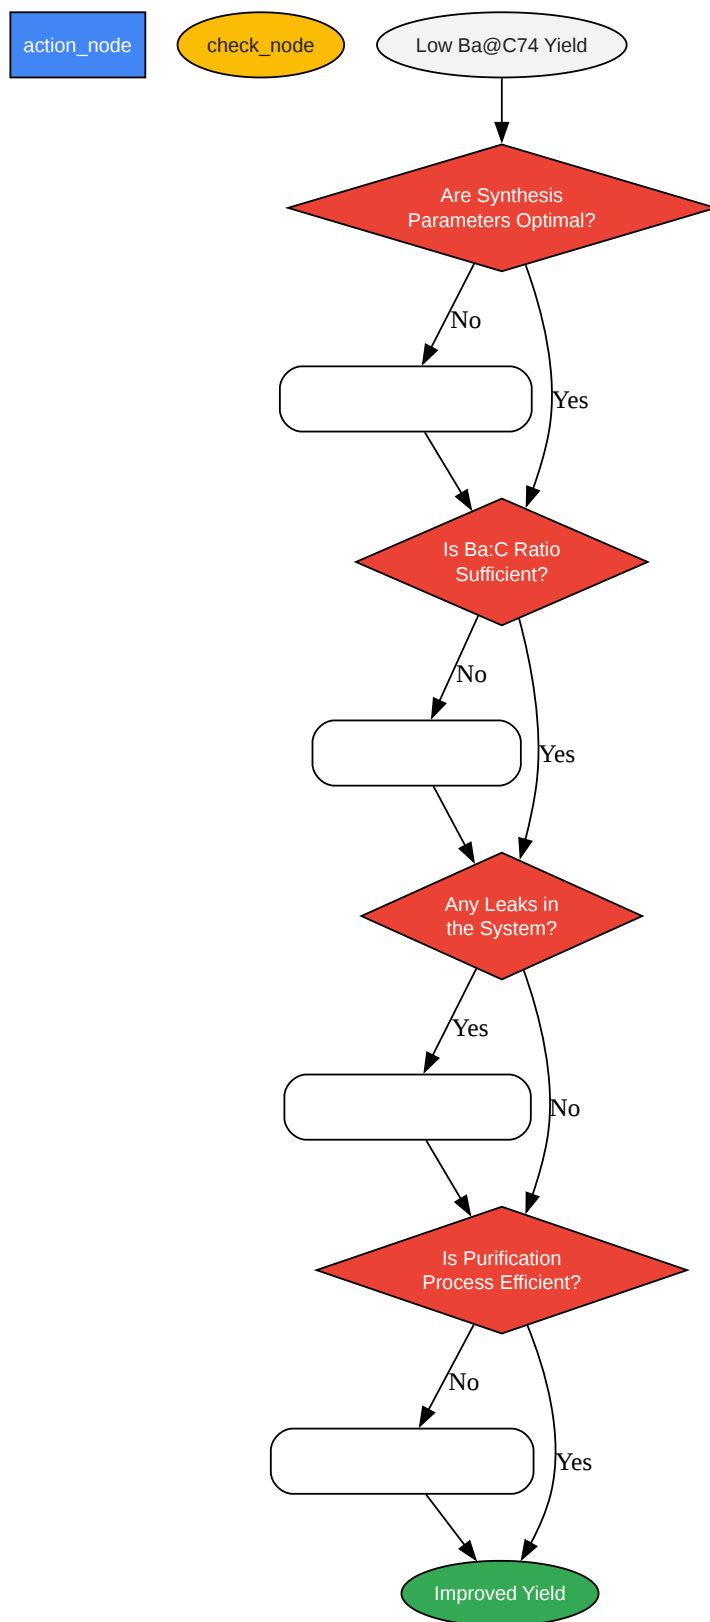 action_node
check_node
Low Ba@C74 Yield
Are Synthesis
Parameters Optimal?
No
Yes
Is Ba:C Ratio
Sufficient?
No
Yes
Any Leaks in
the System?
Yes
No
Is Purification
Process Efficient?
No
Yes
Improved Yield